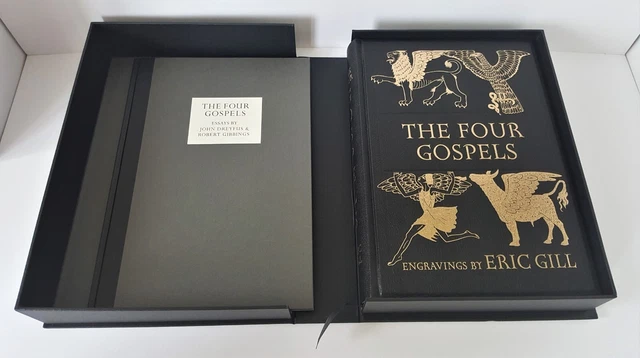 THE FOUR
GOSPELS
ESSAYS BY
JOHN DREYFUS &
ROBERT GIBBINGS
THE FOUR
GOSPELS
ENGRAVINGS BY ERIC GILL